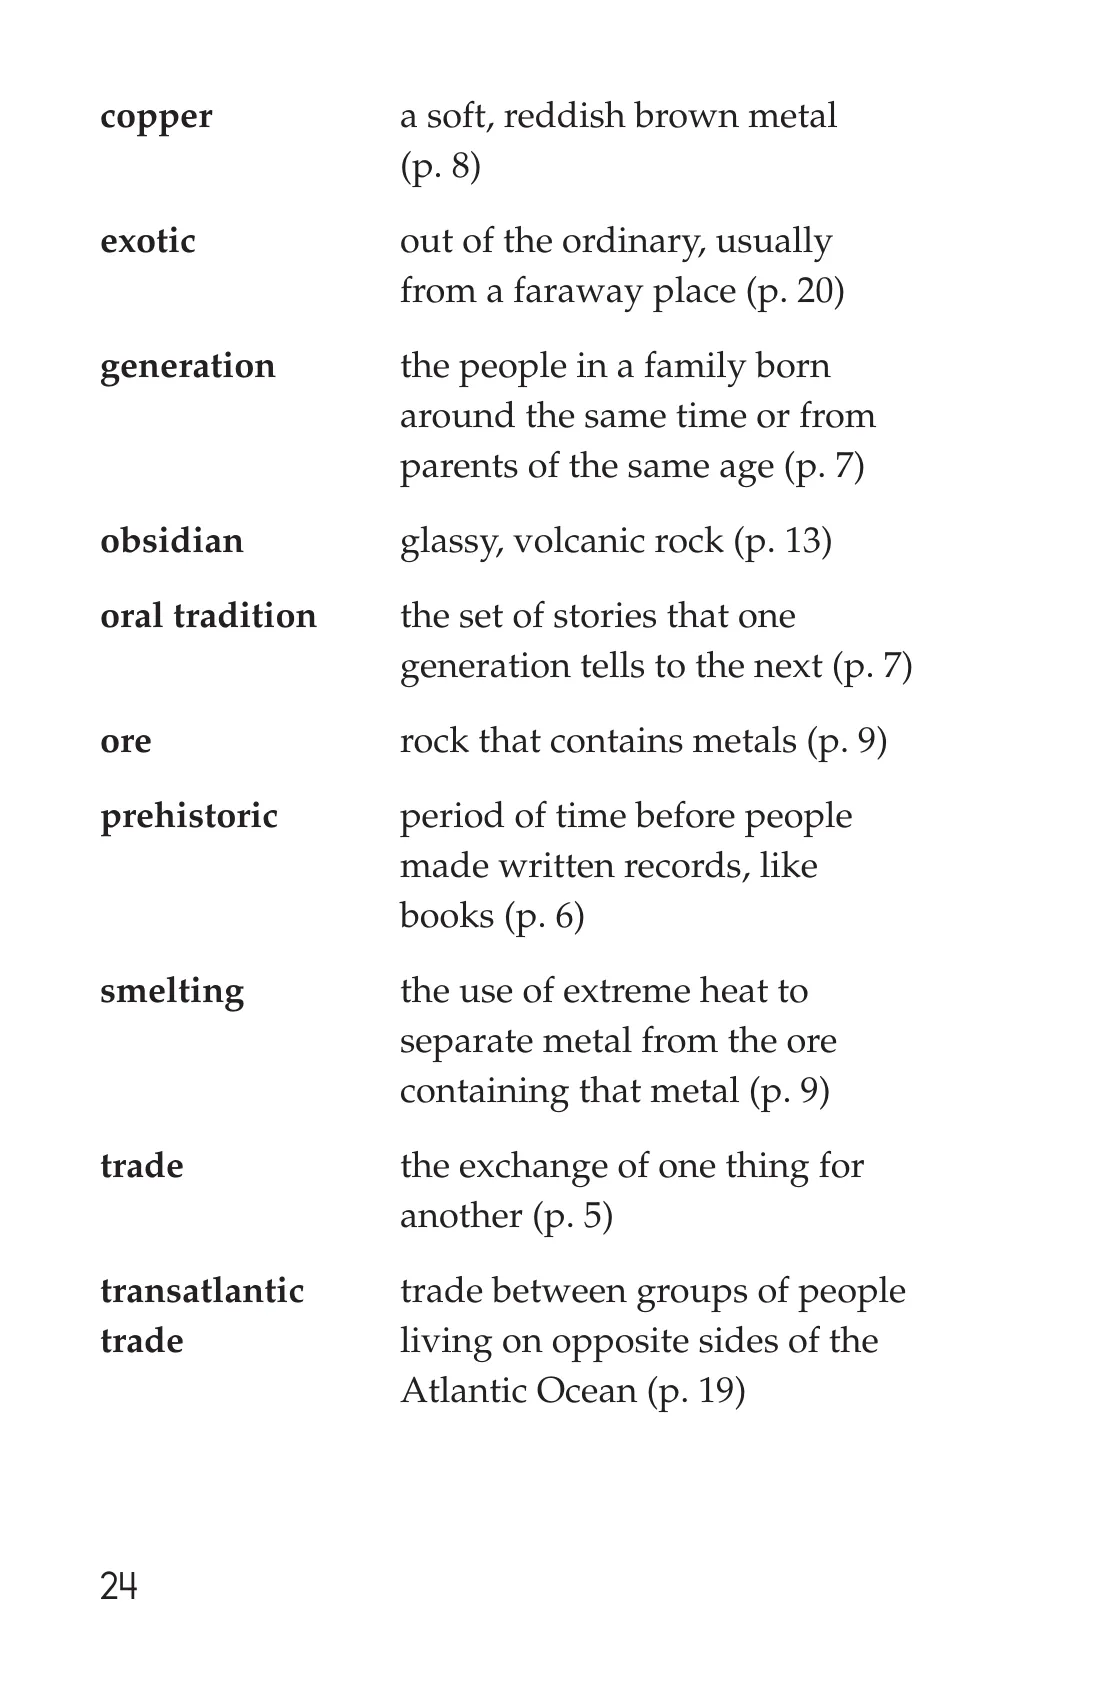 copper a soft, reddish brown metal
(p. 8)
exotic out of the ordinary, usually
from a faraway place (p. 20)
generation the people in a family born
around the same time or from
parents of the same age (p. 7)
obsidian glassy, volcanic rock (p. 13)
oral tradition the set of stories that one
generation tells to the next (p. 7)
ore rock that contains metals (p. 9)
prehistoric period of time before people
made written records, like
books (p. 6)
smelting the use of extreme heat to
separate metal from the ore
containing that metal (p. 9)
trade the exchange of one thing for
another (p. 5)
transatlantic trade between groups of people
trade living on opposite sides of the
Atlantic Ocean (p. 19)
24